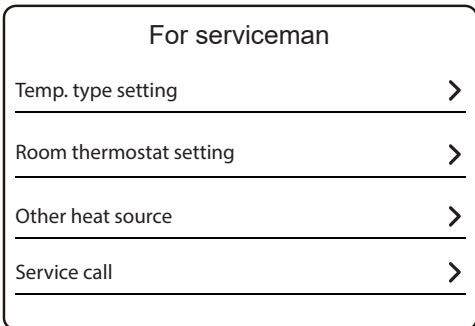 For serviceman
Temp. type setting
Room thermostat setting
Other heat source
Service call